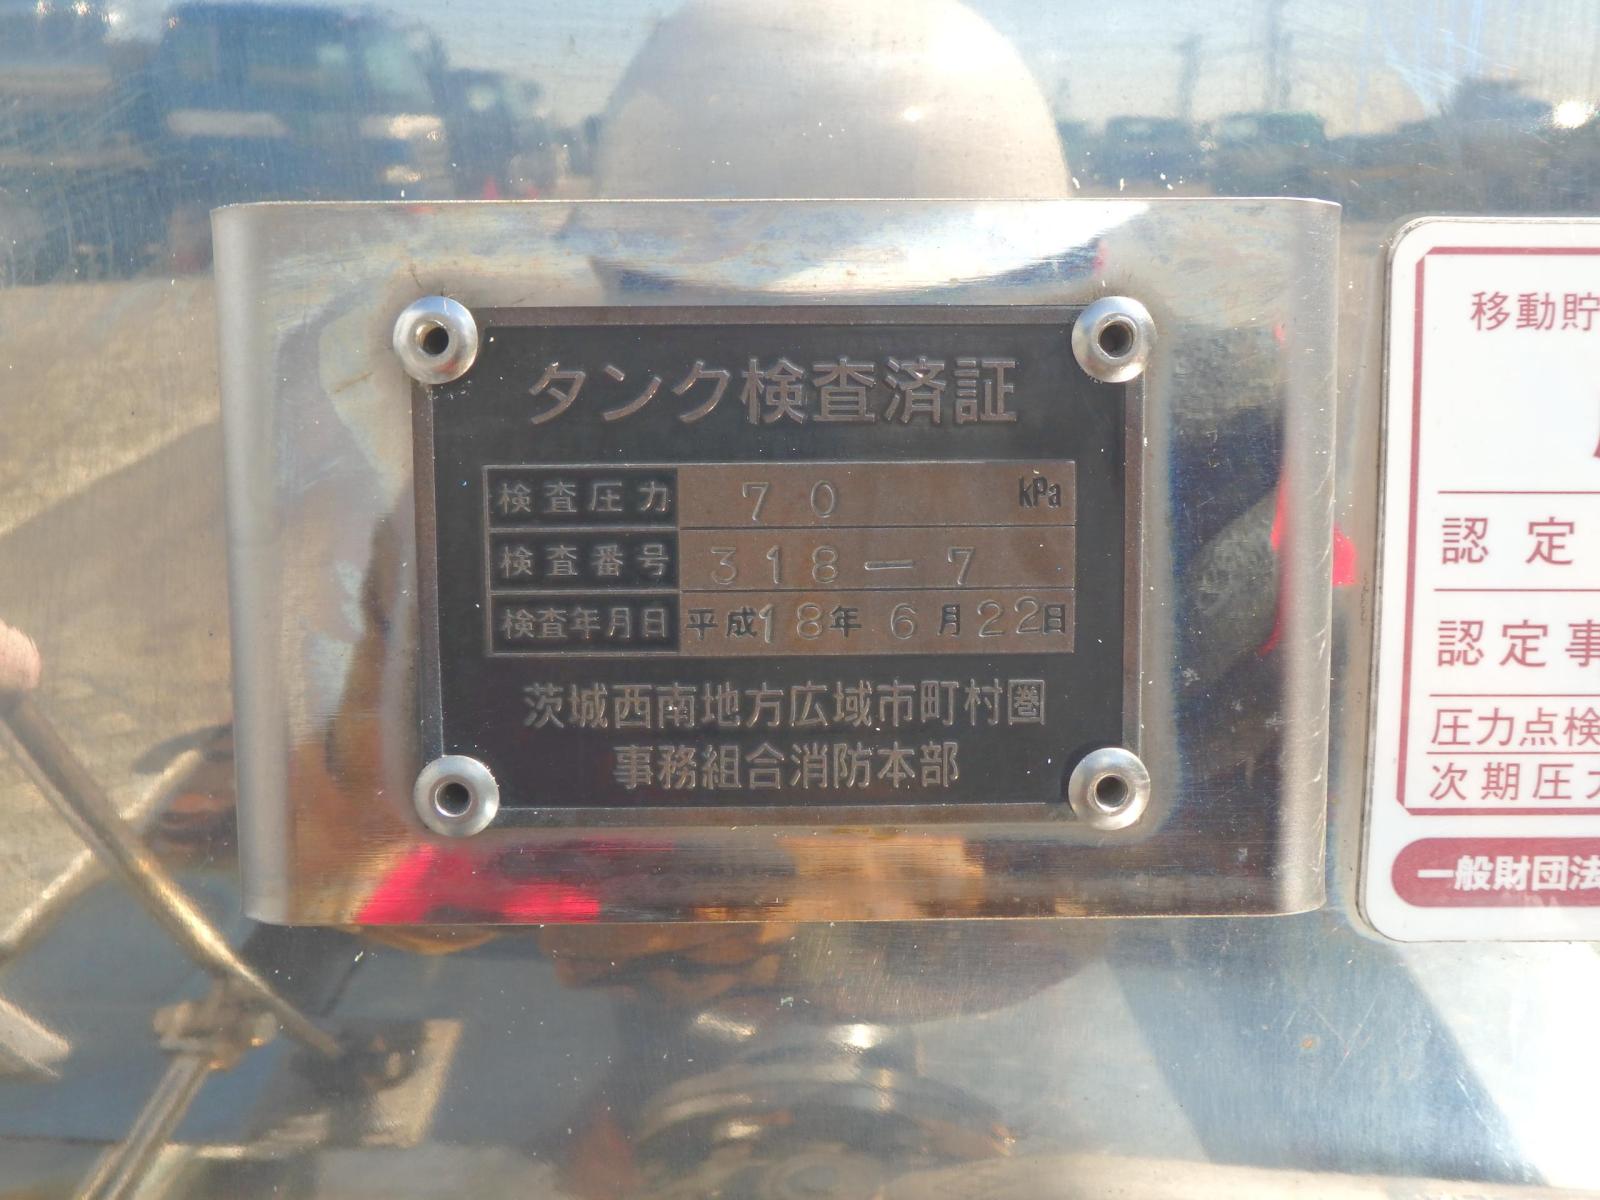 タンク検査済証
検査圧力 70 kPa
検査番号 318-7
検査年月日 平成18年6月22日
茨城西南地方広域市町村圏
事務組合消防本部
移動貯
認定
認定事
圧力点検
次期圧力
一般財団法